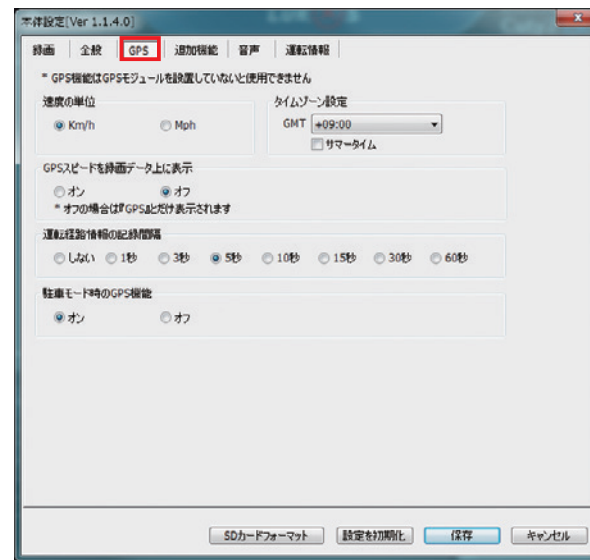 本体設定[Ver 1.1.4.0]
録画 全般 GPS 追加機能 音声 運転情報
* GPS機能はGPSモジュールを設置していないと使用できません
速度の単位
Km/h Mph
タイムゾーン設定
GMT +09:00
サマータイム
GPSスピードを録画データ上に表示
オン オフ
* オフの場合は『GPS』とだけ表示されます
運転経路情報の記録間隔
しない 1秒 3秒 5秒 10秒 15秒 30秒 60秒
駐車モード時のGPS機能
オン オフ
SDカードフォーマット 設定を初期化 保存 キャンセル